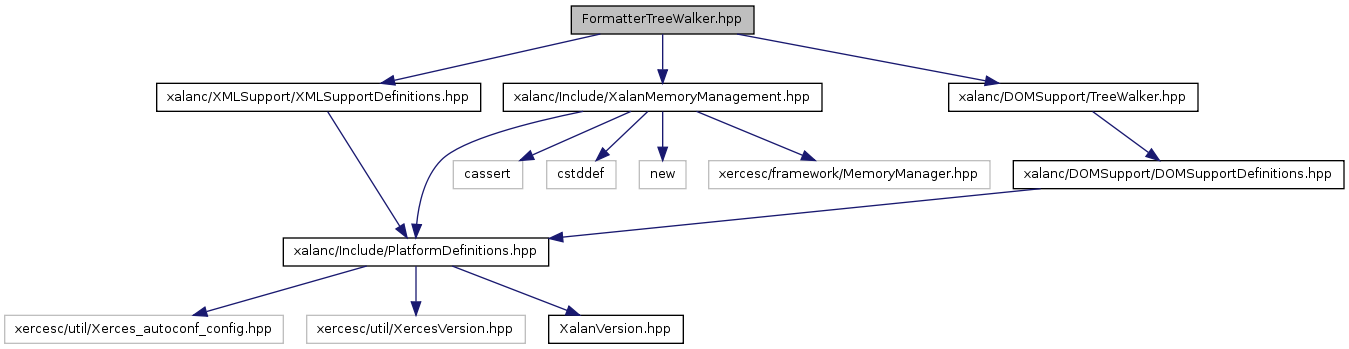 FormatterTreeWalker.hpp
xalanc/XMLSupport/XMLSupportDefinitions.hpp
xalanc/Include/XalanMemoryManagement.hpp
xalanc/DOMSupport/TreeWalker.hpp
cassert
cstddef
new
xercesc/framework/MemoryManager.hpp
xalanc/DOMSupport/DOMSupportDefinitions.hpp
xalanc/Include/PlatformDefinitions.hpp
xercesc/util/Xerces_autoconf_config.hpp
xercesc/util/XercesVersion.hpp
XalanVersion.hpp